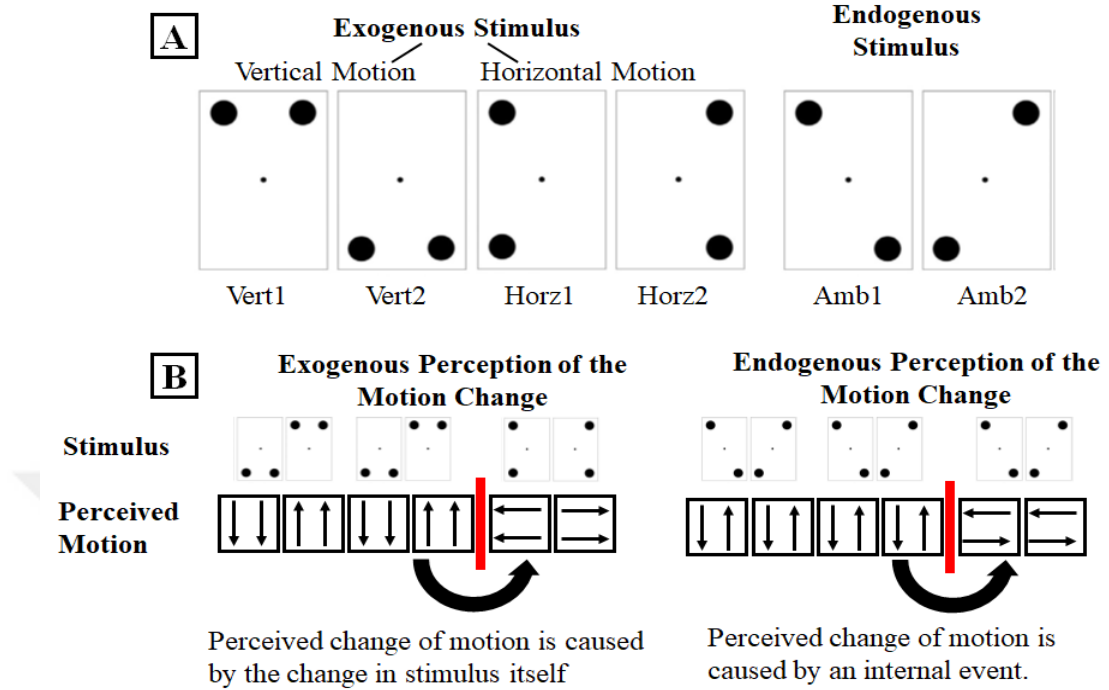 A
Exogenous Stimulus
Vertical Motion
Horizontal Motion
Endogenous
Stimulus
Vert1
Vert2
Horz1
Horz2
Amb1
Amb2
B
Exogenous Perception of the
Motion Change
Endogenous Perception of the
Motion Change
Stimulus
Perceived
Motion
Perceived change of motion is caused
by the change in stimulus itself
Perceived change of motion is
caused by an internal event.